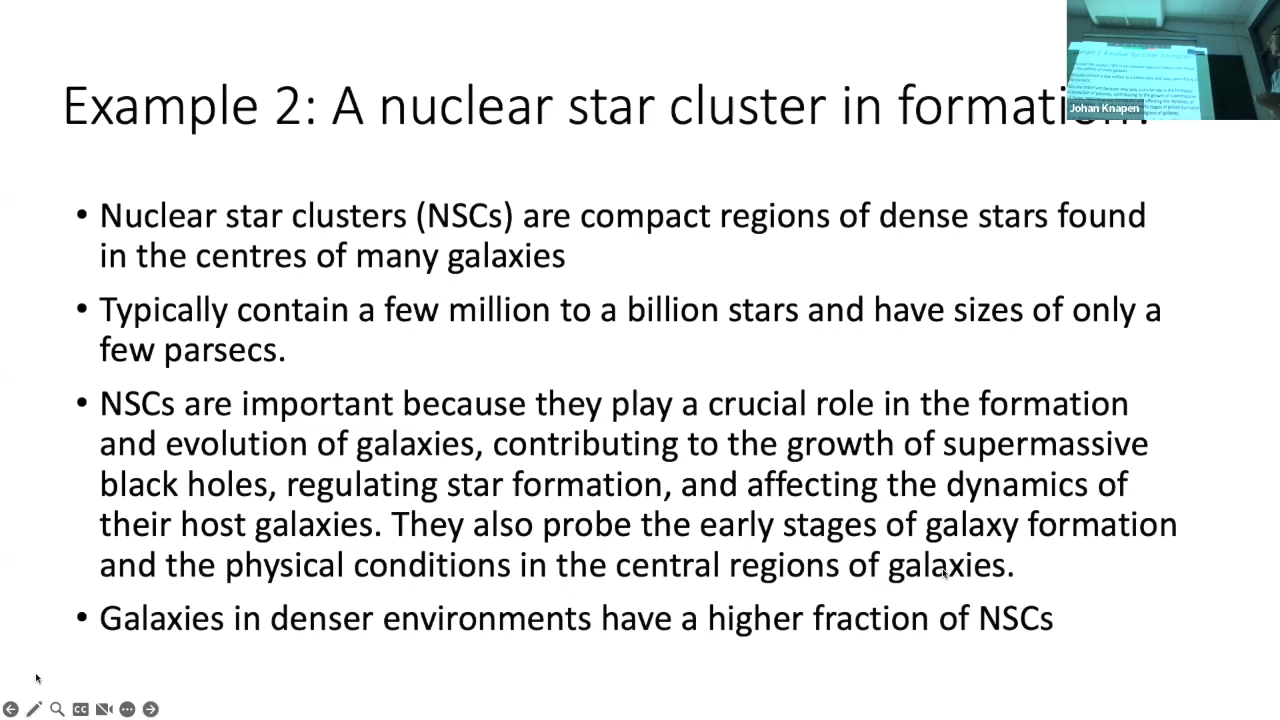 Example 2: A nuclear star cluster in formation?
Johan Knapen
• Nuclear star clusters (NSCs) are compact regions of dense stars found
in the centres of many galaxies
• Typically contain a few million to a billion stars and have sizes of only a
few parsecs.
• NSCs are important because they play a crucial role in the formation
and evolution of galaxies, contributing to the growth of supermassive
black holes, regulating star formation, and affecting the dynamics of
their host galaxies. They also probe the early stages of galaxy formation
and the physical conditions in the central regions of galaxies.
• Galaxies in denser environments have a higher fraction of NSCs
CC